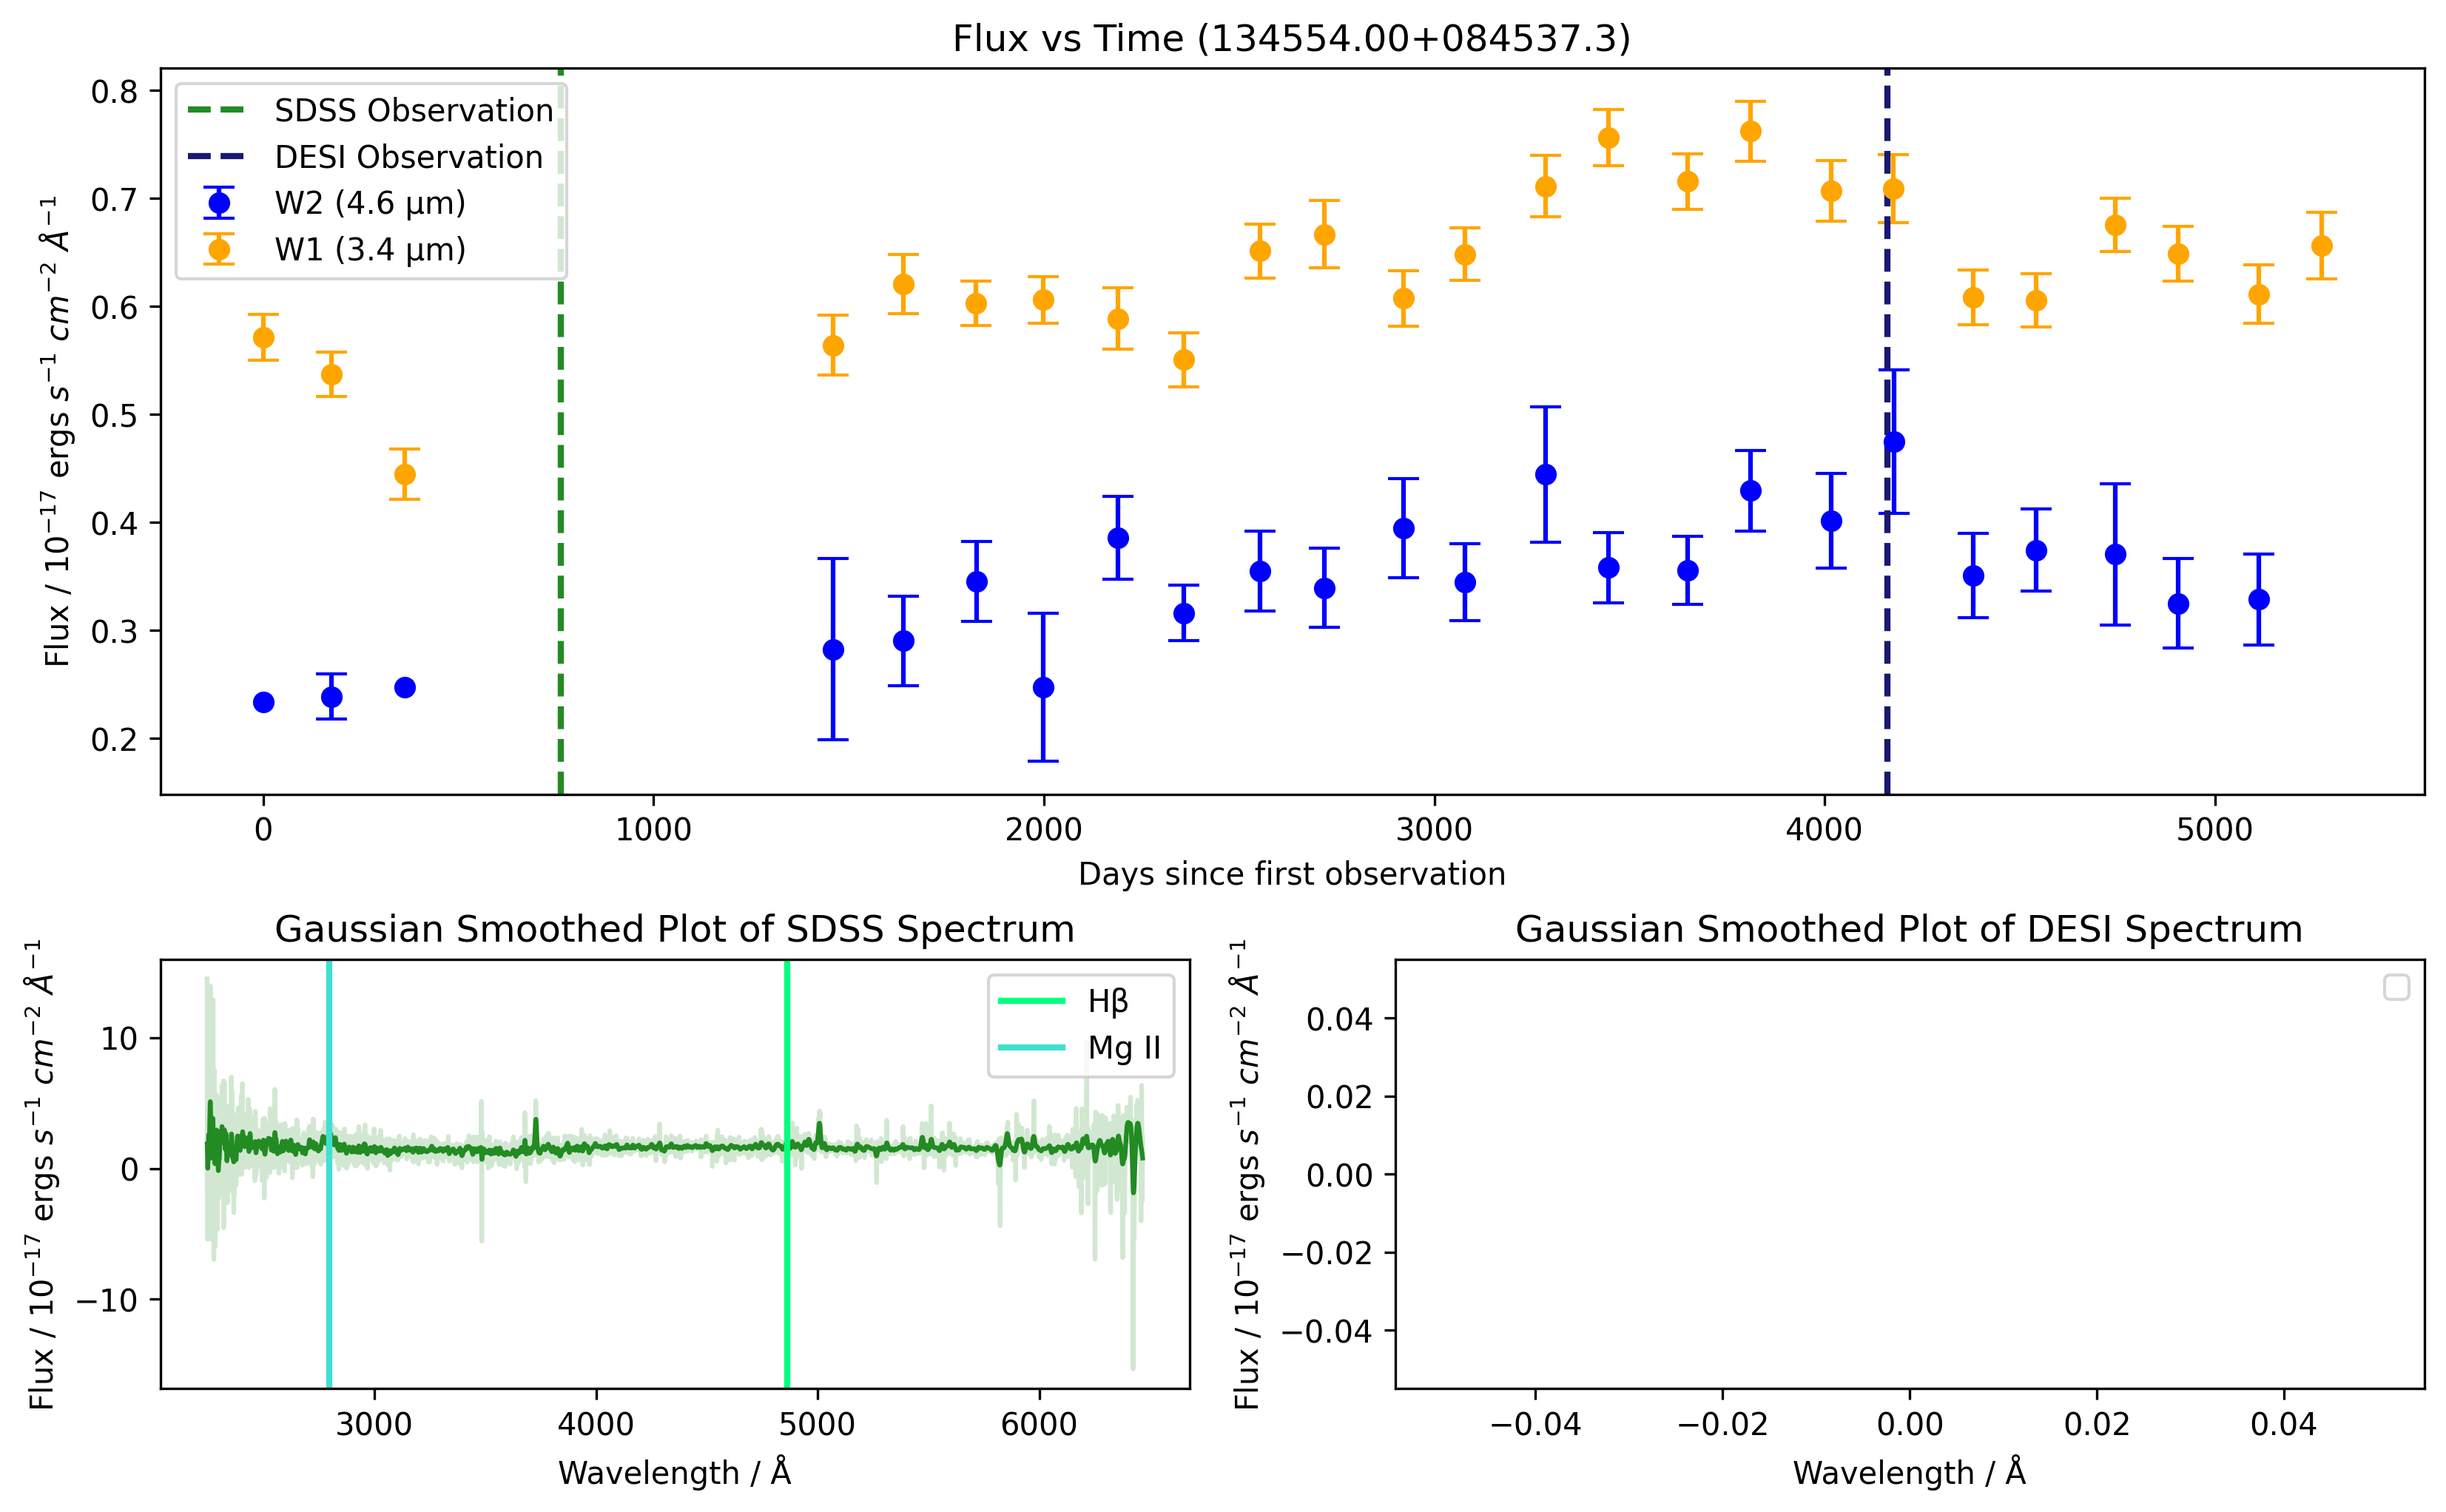 Flux vs Time (134554.00+084537.3)
Flux / 10⁻¹⁷ ergs s⁻¹ cm⁻² Å⁻¹
0.8
0.7
0.6
0.5
0.4
0.3
0.2
SDSS Observation
DESI Observation
W2 (4.6 μm)
W1 (3.4 μm)
0 1000 2000 3000 4000 5000
Days since first observation
Gaussian Smoothed Plot of SDSS Spectrum
Flux / 10⁻¹⁷ ergs s⁻¹ cm⁻² Å⁻¹
10
0
−10
Hβ
Mg II
3000 4000 5000 6000
Wavelength / Å
Gaussian Smoothed Plot of DESI Spectrum
Flux / 10⁻¹⁷ ergs s⁻¹ cm⁻² Å⁻¹
0.04
0.02
0.00
−0.02
−0.04
−0.04 −0.02 0.00 0.02 0.04
Wavelength / Å